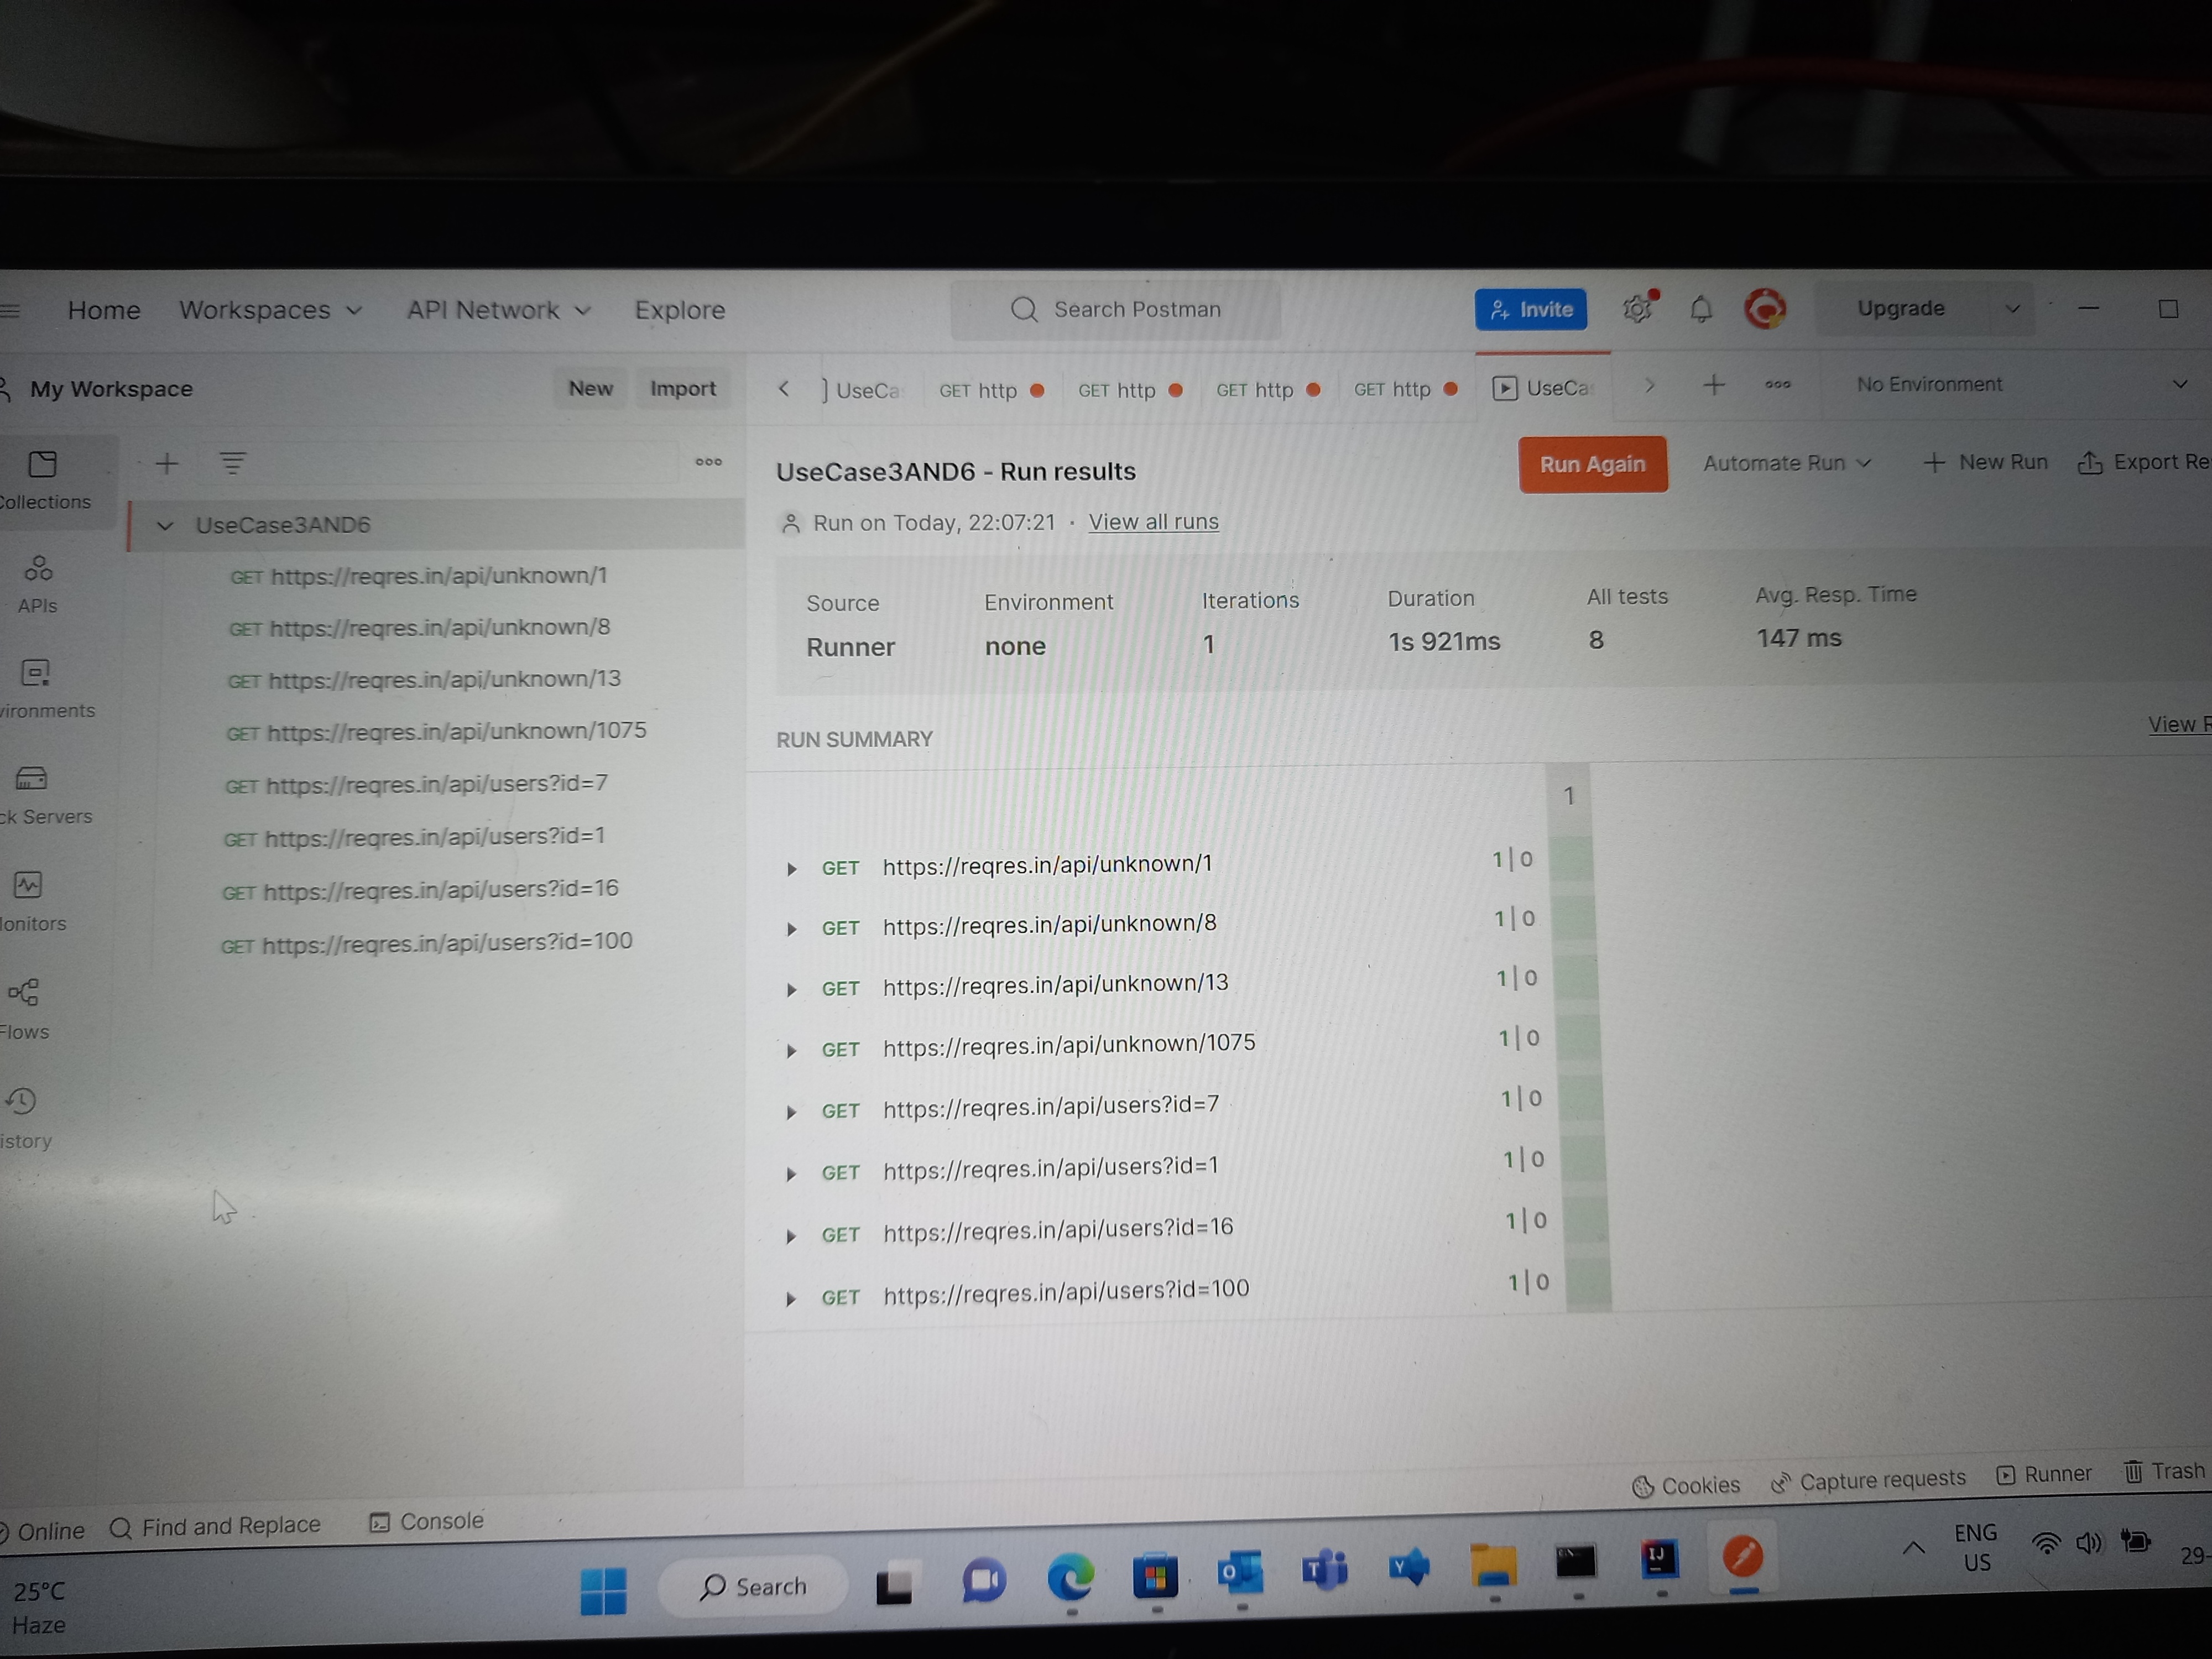 Home Workspaces API Network Explore Search Postman Invite Upgrade
My Workspace New Import UseCa GET http GET http GET http GET http UseCa No Environment
Collections
UseCase3AND6 - Run results Run Again Automate Run New Run Export Re
Run on Today, 22:07:21 · View all runs
UseCase3AND6
GET https://reqres.in/api/unknown/1
GET https://reqres.in/api/unknown/8
GET https://reqres.in/api/unknown/13
GET https://reqres.in/api/unknown/1075
GET https://reqres.in/api/users?id=7
GET https://reqres.in/api/users?id=1
GET https://reqres.in/api/users?id=16
GET https://reqres.in/api/users?id=100
APIs
vironments
ck Servers
onitors
Flows
istory
Source Environment Iterations Duration All tests Avg. Resp. Time
Runner none 1 1s 921ms 8 147 ms
RUN SUMMARY View R
1
GET https://reqres.in/api/unknown/1 1|0
GET https://reqres.in/api/unknown/8 1|0
GET https://reqres.in/api/unknown/13 1|0
GET https://reqres.in/api/unknown/1075 1|0
GET https://reqres.in/api/users?id=7 1|0
GET https://reqres.in/api/users?id=1 1|0
GET https://reqres.in/api/users?id=16 1|0
GET https://reqres.in/api/users?id=100 1|0
Online Find and Replace Console Cookies Capture requests Runner Trash
25°C
Haze
Search
ENG
US
29-